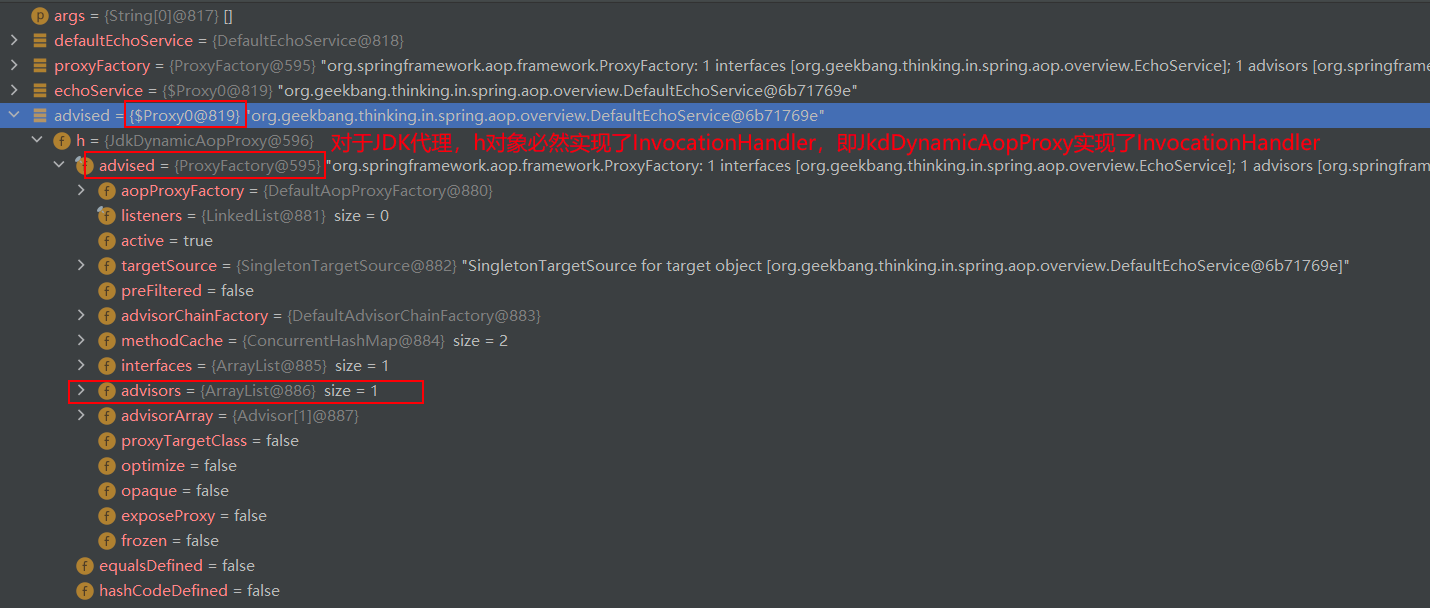 args = {String[0]@817} []
defaultEchoService = {DefaultEchoService@818}
proxyFactory = {ProxyFactory@595} "org.springframework.aop.framework.ProxyFactory: 1 interfaces [org.geekbang.thinking.in.spring.aop.overview.EchoService]; 1 advisors [org.springframe
echoService = {$Proxy0@819} "org.geekbang.thinking.in.spring.aop.overview.DefaultEchoService@6b71769e"
advised = {$Proxy0@819} "org.geekbang.thinking.in.spring.aop.overview.DefaultEchoService@6b71769e"
h = {JdkDynamicAopProxy@596} 对于JDK代理，h对象必然实现了InvocationHandler，即JkdDynamicAopProxy实现了InvocationHandler
advised = {ProxyFactory@595} "org.springframework.aop.framework.ProxyFactory: 1 interfaces [org.geekbang.thinking.in.spring.aop.overview.EchoService]; 1 advisors [org.springfram
aopProxyFactory = {DefaultAopProxyFactory@880}
listeners = {LinkedList@881} size = 0
active = true
targetSource = {SingletonTargetSource@882} "SingletonTargetSource for target object [org.geekbang.thinking.in.spring.aop.overview.DefaultEchoService@6b71769e]"
preFiltered = false
advisorChainFactory = {DefaultAdvisorChainFactory@883}
methodCache = {ConcurrentHashMap@884} size = 2
interfaces = {ArrayList@885} size = 1
advisors = {ArrayList@886} size = 1
advisorArray = {Advisor[1]@887}
proxyTargetClass = false
optimize = false
opaque = false
exposeProxy = false
frozen = false
equalsDefined = false
hashCodeDefined = false